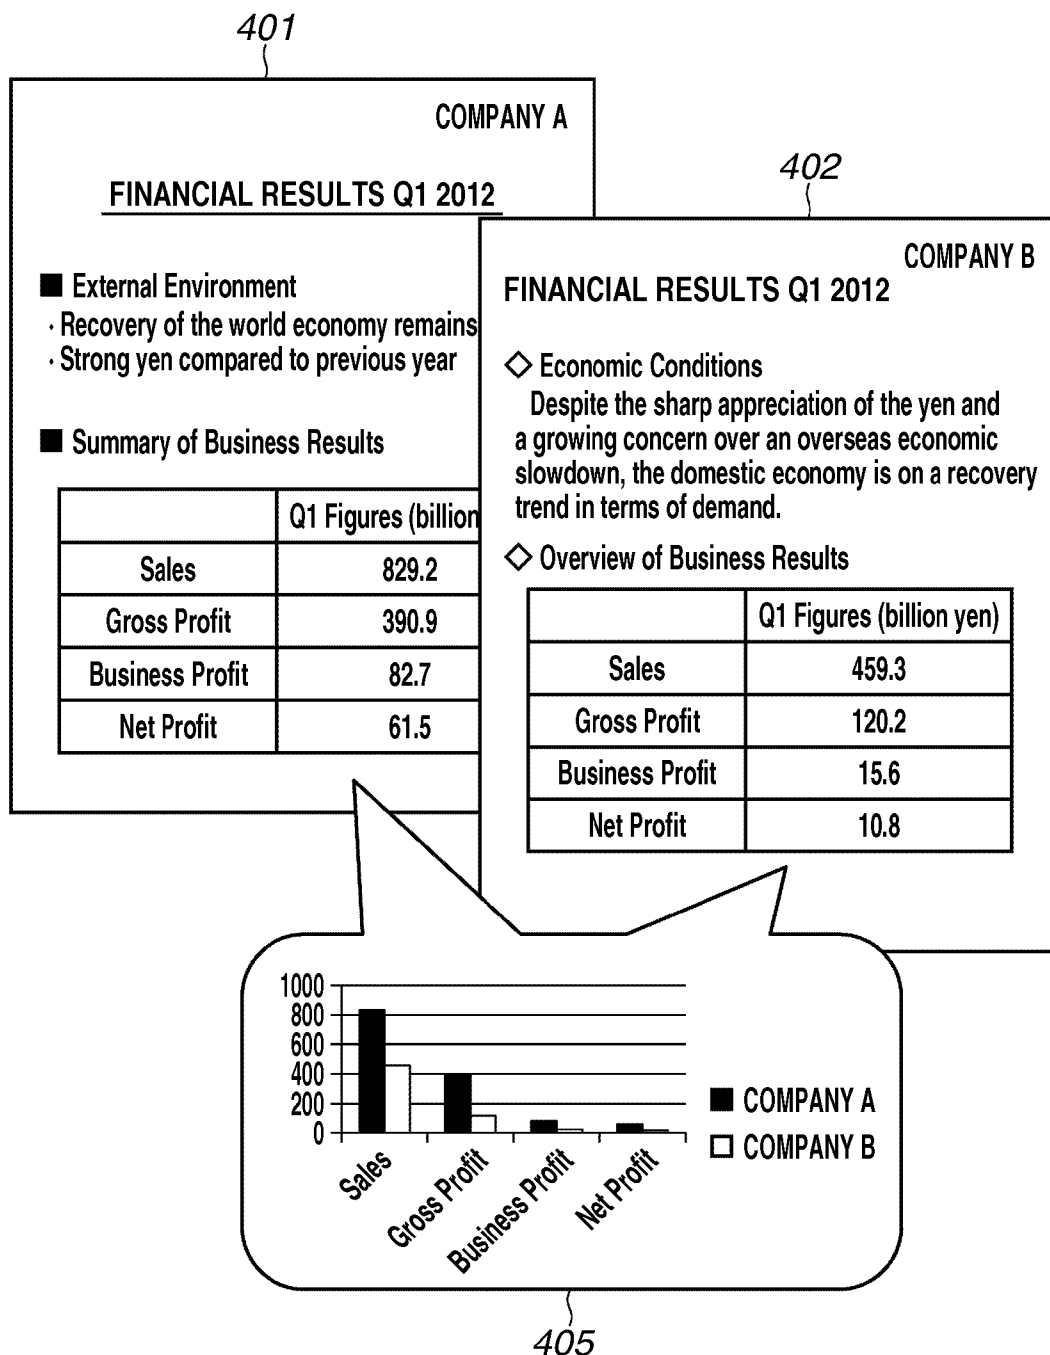 401
COMPANY A
FINANCIAL RESULTS Q1 2012
■ External Environment
· Recovery of the world economy remains
· Strong yen compared to previous year
■ Summary of Business Results
Q1 Figures (billion
Sales 829.2
Gross Profit 390.9
Business Profit 82.7
Net Profit 61.5
402
COMPANY B
FINANCIAL RESULTS Q1 2012
◇ Economic Conditions
Despite the sharp appreciation of the yen and
a growing concern over an overseas economic
slowdown, the domestic economy is on a recovery
trend in terms of demand.
◇ Overview of Business Results
Q1 Figures (billion yen)
Sales 459.3
Gross Profit 120.2
Business Profit 15.6
Net Profit 10.8
1000
800
600
400
200
0
Sales
Gross Profit
Business Profit
Net Profit
■ COMPANY A
□ COMPANY B
405